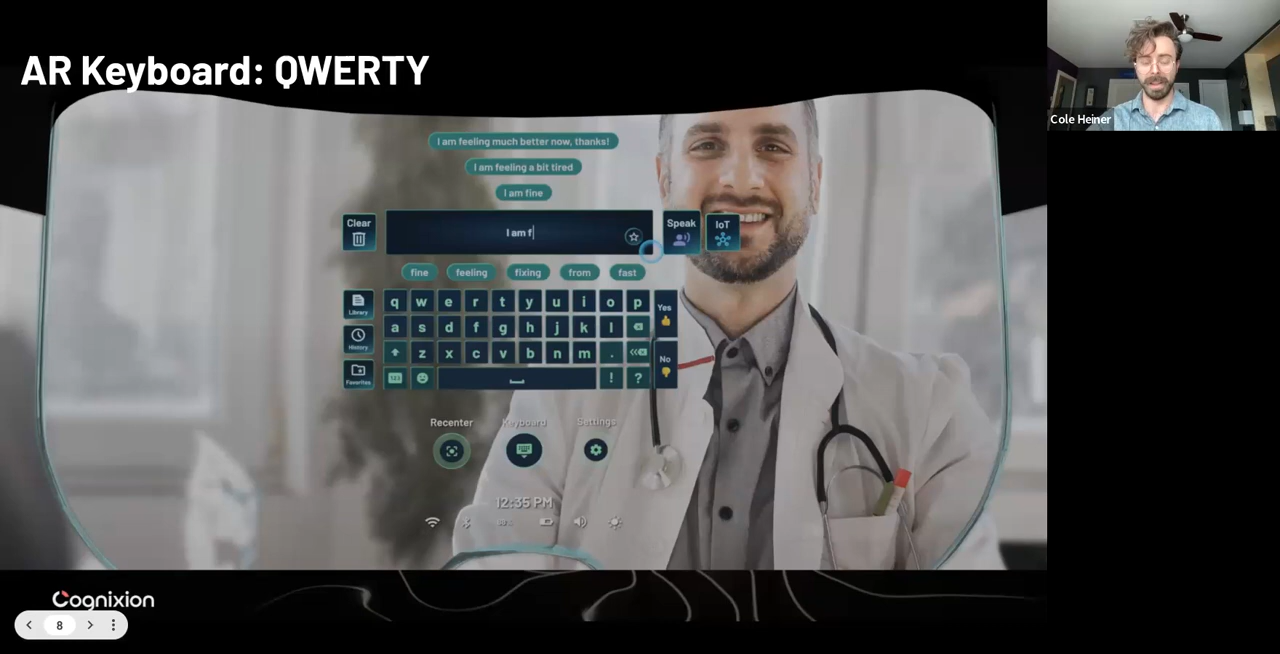 AR Keyboard: QWERTY
Cole Heiner
I am feeling much better now, thanks!
I am feeling a bit tired
I am fine
Clear
I am f
Speak
IoT
fine feeling fixing from fast
Library
q w e r t y u i o p
Yes
History
a s d f g h j k l
z x c v b n m .
No
Favorites
123
! ?
Recenter Keyboard Settings
12:35 PM
Cognixion
8